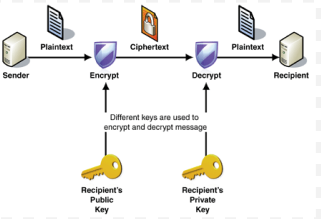 Plaintext
Ciphertext
Plaintext
Sender
Encrypt
Decrypt
Recipient
Different keys are used to
encrypt and decrypt message
Recipient's
Public
Key
Recipient's
Private
Key